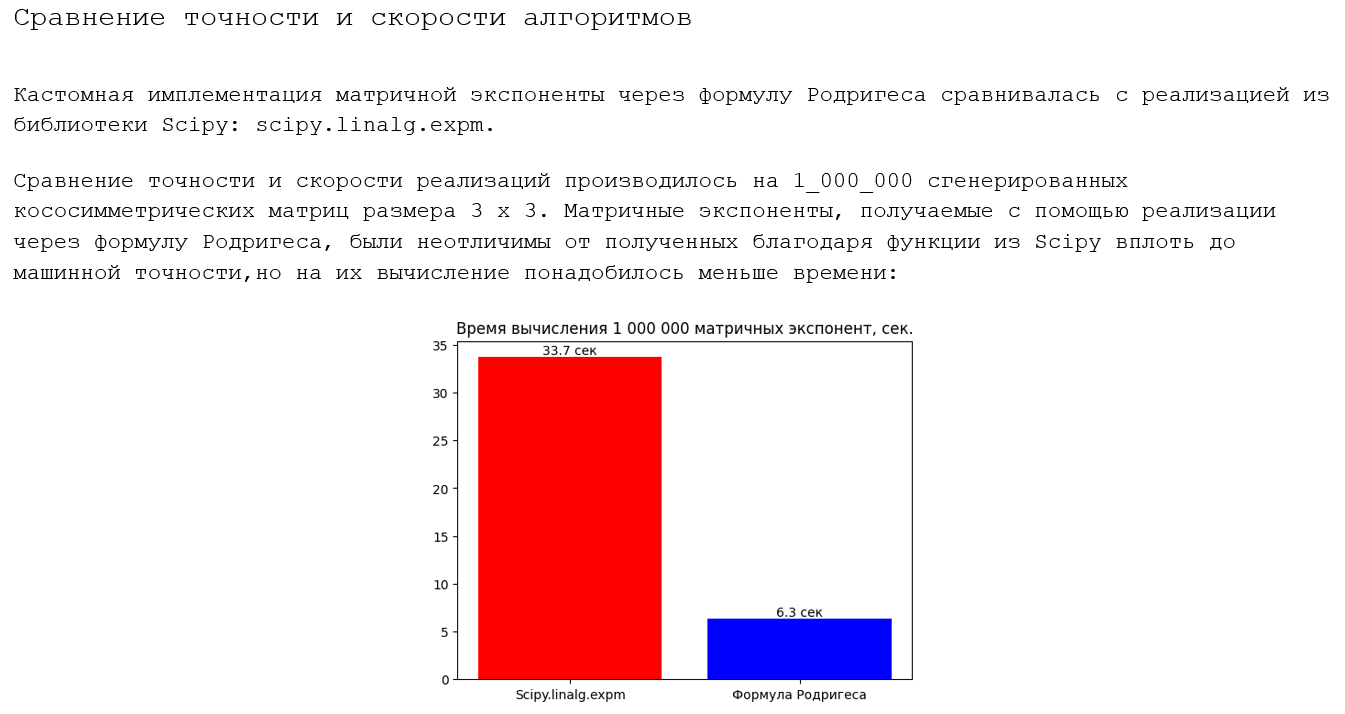 Сравнение точности и скорости алгоритмов
Кастомная имплементация матричной экспоненты через формулу Родригеса сравнивалась с реализацией из
библиотеки Scipy: scipy.linalg.expm.
Сравнение точности и скорости реализаций производилось на 1_000_000 сгенерированных
кососимметрических матриц размера 3 x 3. Матричные экспоненты, получаемые с помощью реализации
через формулу Родригеса, были неотличимы от полученных благодаря функции из Scipy вплоть до
машинной точности,но на их вычисление понадобилось меньше времени:
Время вычисления 1 000 000 матричных экспонент, сек.
35
33.7 сек
30
25
20
15
10
6.3 сек
5
0
Scipy.linalg.expm Формула Родригеса